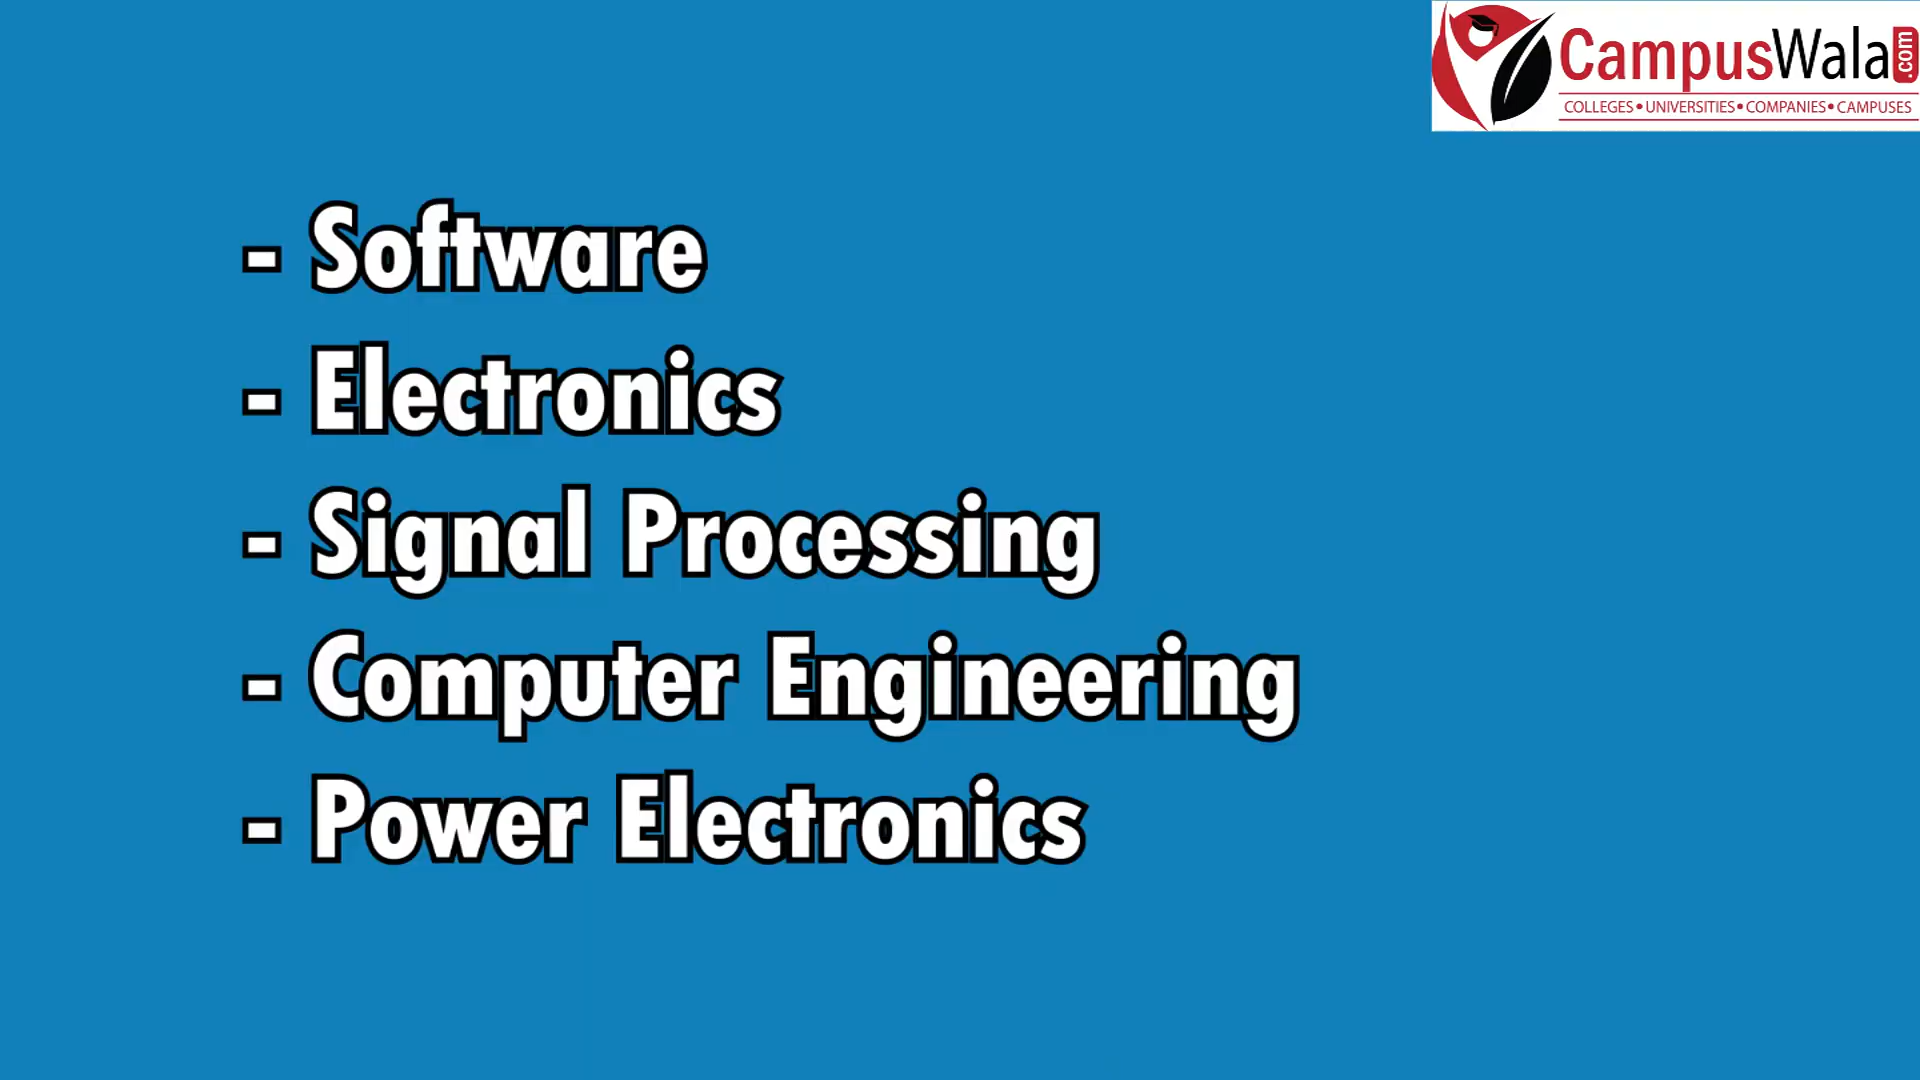 CampusWala.com
COLLEGES • UNIVERSITIES • COMPANIES • CAMPUSES
- Software
- Electronics
- Signal Processing
- Computer Engineering
- Power Electronics